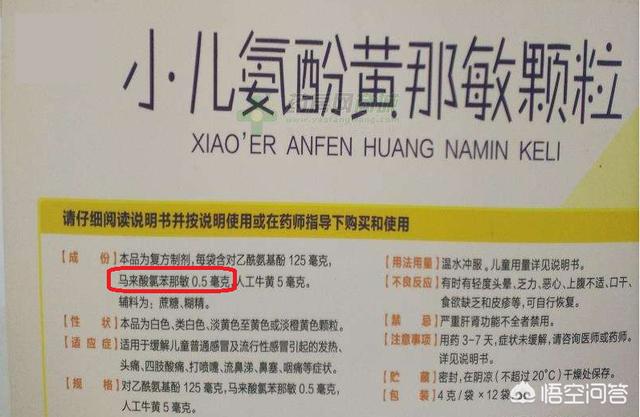 小儿氨酚黄那敏颗粒
XIAO'ER ANFEN HUANG NAMIN KELI
请仔细阅读说明书并按说明使用或在药师指导下购买和使用
【成 份】本品为复方制剂,每袋含对乙酰氨基酚 125 毫克,
马来酸氯苯那敏 0.5 毫克,人工牛黄 5 毫克。
辅料为:蔗糖、糊精。
【性 状】本品为白色、类白色、淡黄色至黄色或淡橙黄色颗粒。
【适 应 症】适用于缓解儿童普通感冒及流行性感冒引起的发热、
头痛、四肢酸痛、打喷嚏、流鼻涕、鼻塞、咽痛等症状。
【规 格】对乙酰氨基酚 125 毫克,马来酸氯苯那敏 0.5 毫克,
人工牛黄 5 毫克。
【用法用量】温水冲服。儿童用量详见说明书。
【不良反应】有时有轻度头晕、乏力、恶心、上腹不适、口干、
食欲缺乏和皮疹等,可自行恢复。
【禁 忌】严重肝肾功能不全者禁用。
【注意事项】用药 3-7 天,症状未缓解,请咨询医师或药师。
详见说明书。
【贮 藏】密封,在阴凉(不超过 20°C)干燥处保存。
【包 装】4 克 / 袋 × 12 袋
悟空问答